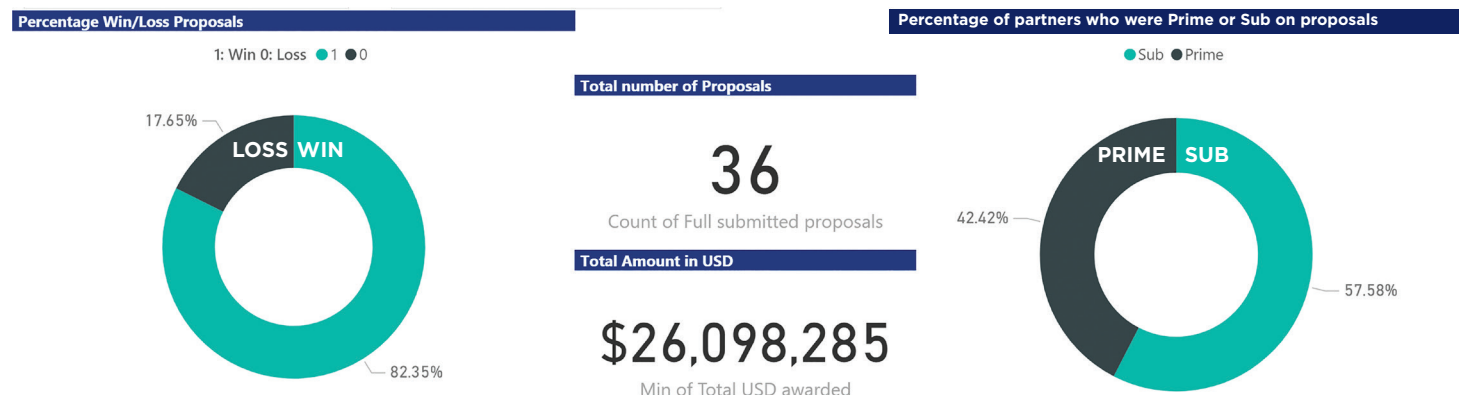 Percentage Win/Loss Proposals
1: Win 0: Loss 1 0
17.65%
LOSS WIN
82.35%
Total number of Proposals
36
Count of Full submitted proposals
Total Amount in USD
$26,098,285
Min of Total USD awarded
Percentage of partners who were Prime or Sub on proposals
Sub Prime
PRIME SUB
42.42%
57.58%